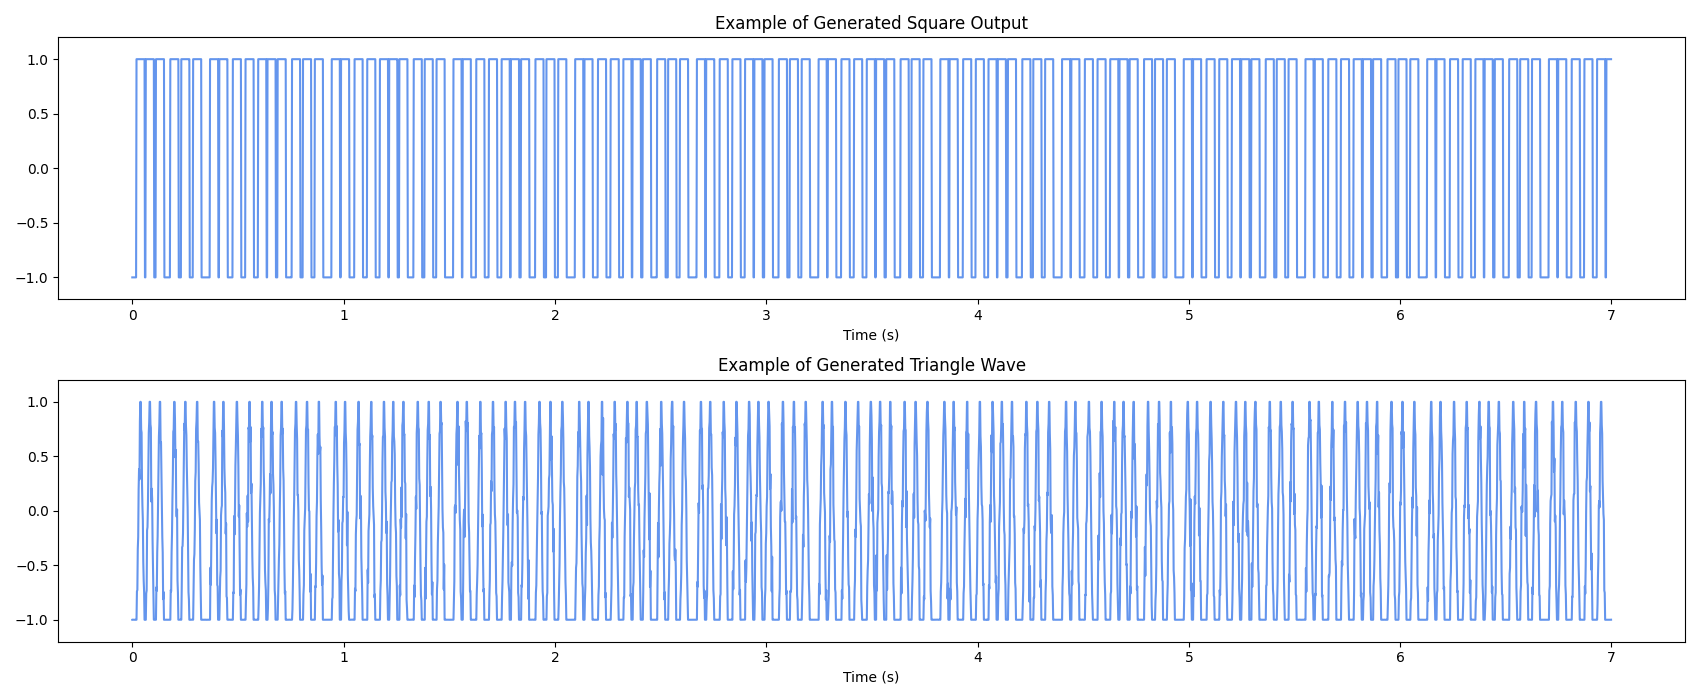 Example of Generated Square Output
1.0
0.5
0.0
−0.5
−1.0
0 1 2 3 4 5 6 7
Time (s)
Example of Generated Triangle Wave
1.0
0.5
0.0
−0.5
−1.0
0 1 2 3 4 5 6 7
Time (s)